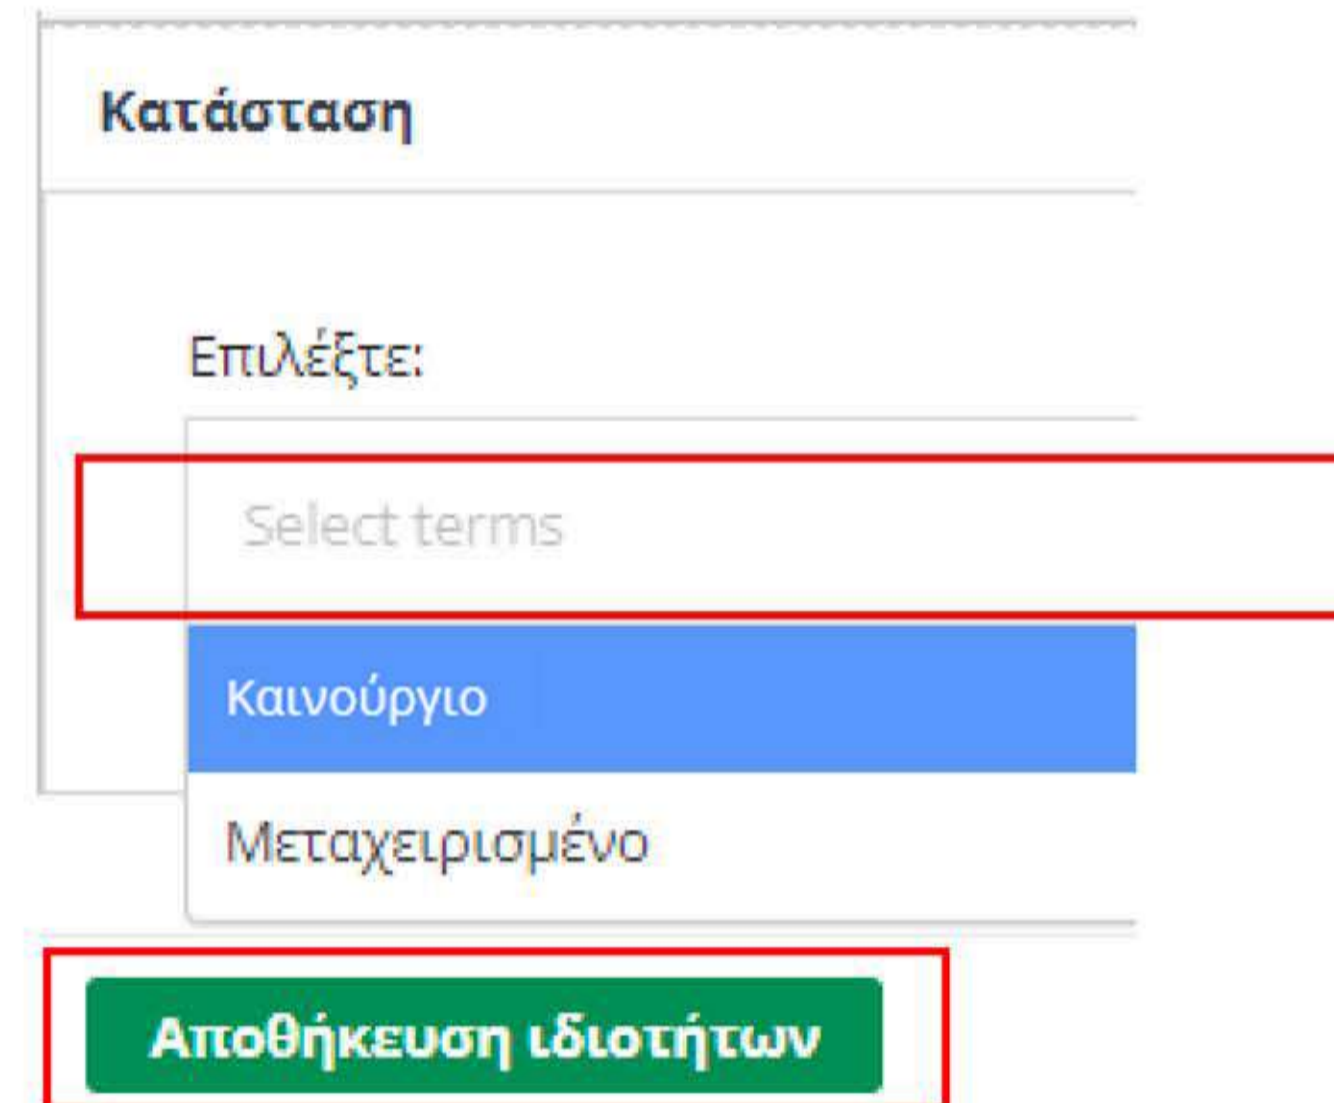 Κατάσταση
Επιλέξτε:
Select terms
Καινούργιο
Μεταχειρισμένο
Αποθήκευση ιδιοτήτων